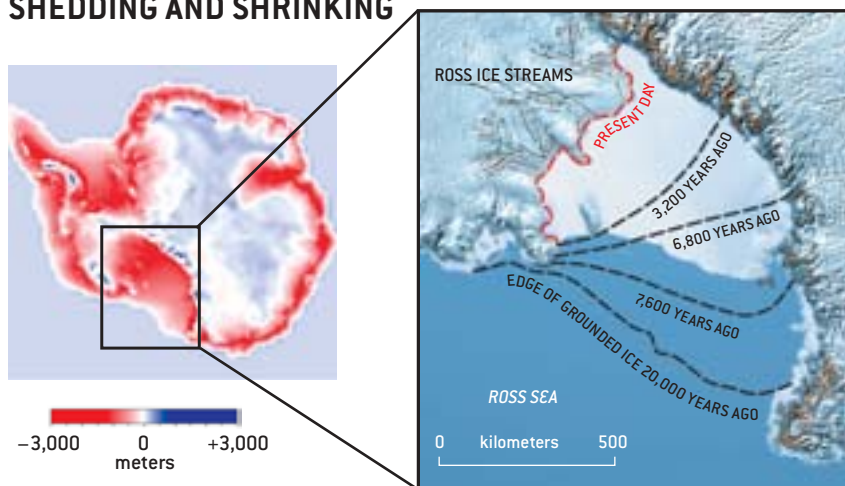 SHEDDING AND SHRINKING
ROSS ICE STREAMS
PRESENT DAY
3,200 YEARS AGO
6,800 YEARS AGO
7,600 YEARS AGO
EDGE OF GROUNDED ICE 20,000 YEARS AGO
ROSS SEA
0 kilometers 500
−3,000 0 +3,000
meters